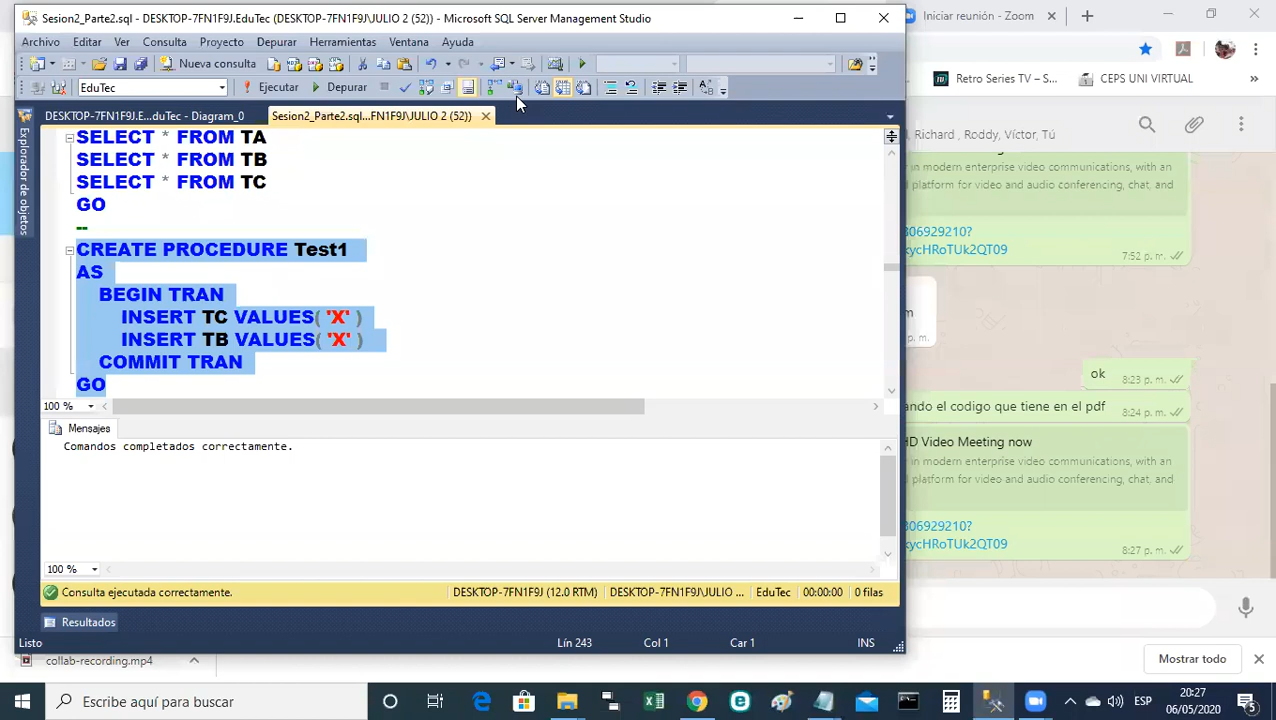 Sesion2_Parte2.sql - DESKTOP-7FN1F9J.EduTec (DESKTOP-7FN1F9J\JULIO 2 (52)) - Microsoft SQL Server Management Studio
Archivo Editar Ver Consulta Proyecto Depurar Herramientas Ventana Ayuda
Nueva consulta
EduTec Ejecutar Depurar
DESKTOP-7FN1F9J.E...duTec - Diagram_0 Sesion2_Parte2.sql...FN1F9J\JULIO 2 (52))
Explorador de objetos
SELECT * FROM TA
SELECT * FROM TB
SELECT * FROM TC
GO
--
CREATE PROCEDURE Test1
AS
BEGIN TRAN
INSERT TC VALUES( 'X' )
INSERT TB VALUES( 'X' )
COMMIT TRAN
GO
100 %
Mensajes
Comandos completados correctamente.
100 %
Consulta ejecutada correctamente. DESKTOP-7FN1F9J (12.0 RTM) DESKTOP-7FN1F9J\JULIO ... EduTec 00:00:00 0 filas
Resultados
Listo Lín 243 Col 1 Car 1 INS
Iniciar reunión - Zoom
Retro Series TV – S... CEPS UNI VIRTUAL
, Richard , Roddy, Víctor, Tú
in modern enterprise video communications, with an
d platform for video and audio conferencing, chat, and
806929210?
kycHRoTUk2QT09
7:52 p. m.
m
p. m.
ok
8:23 p. m.
ando el codigo que tiene en el pdf
8:24 p. m.
HD Video Meeting now
in modern enterprise video communications, with an
d platform for video and audio conferencing, chat, and
806929210?
kycHRoTUk2QT09
8:27 p. m.
collab-recording.mp4
Mostrar todo
Escribe aquí para buscar
ESP
20:27
06/05/2020
5